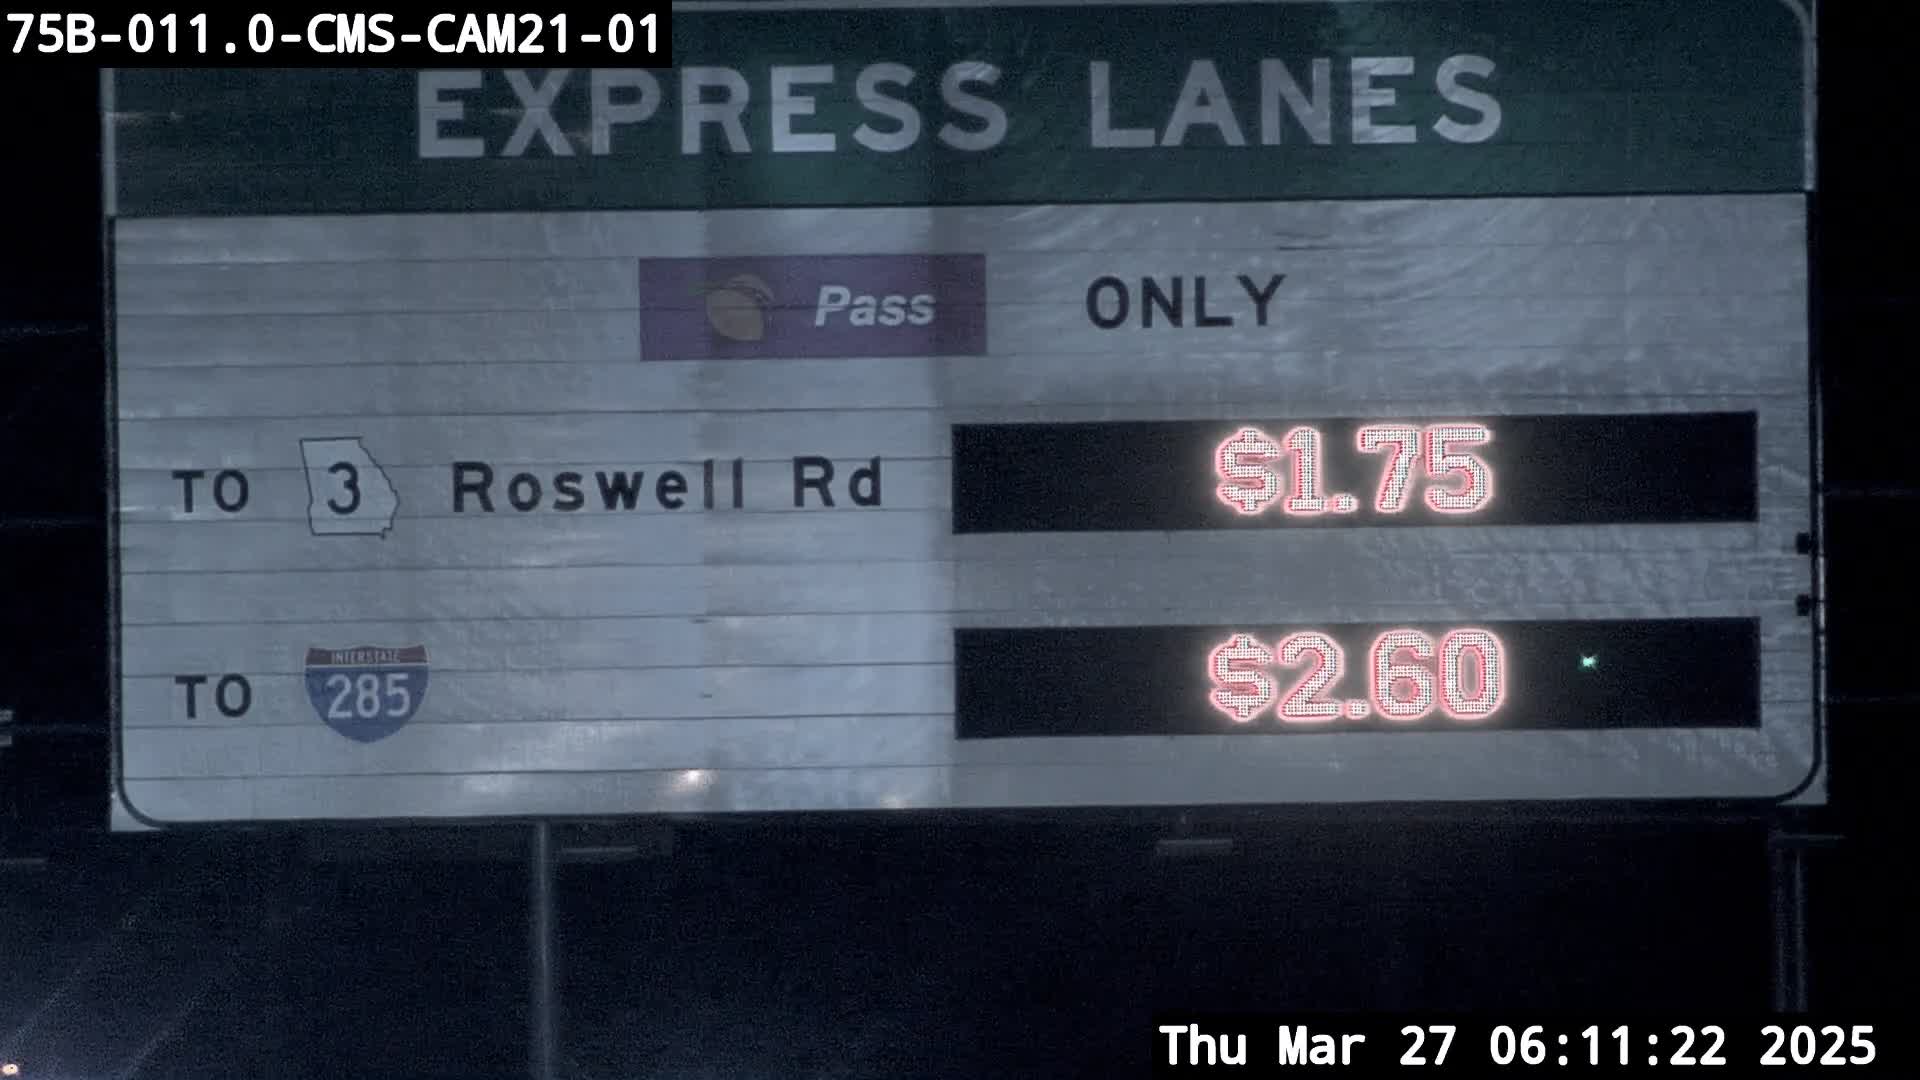 75B-011.0-CMS-CAM21-01
EXPRESS LANES
Pass ONLY
TO 3 Roswell Rd $1.75
INTERSTATE
TO 285 $2.60
Thu Mar 27 06:11:22 2025